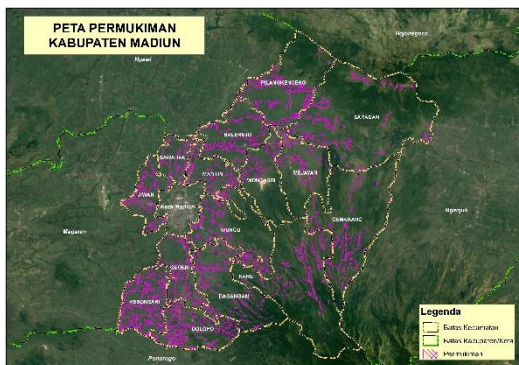 PETA PERMUKIMAN
KABUPATEN MADIUN
Bojonegoro
Ngawi
PILANGKENCENG
SARADAN
BALEREJO
SAWAHAN
MADIUN
WONOASRI
MEJAYAN
JIWAN
Kota Madiun
Nganjuk
GEMARANG
Magetan
WUNGU
GEGER
KARE
KEBONSARI
DAGANGAN
DOLOPO
Ponorogo
Legenda
Batas Kecamatan
Batas Kabupaten/Kota
Permukiman